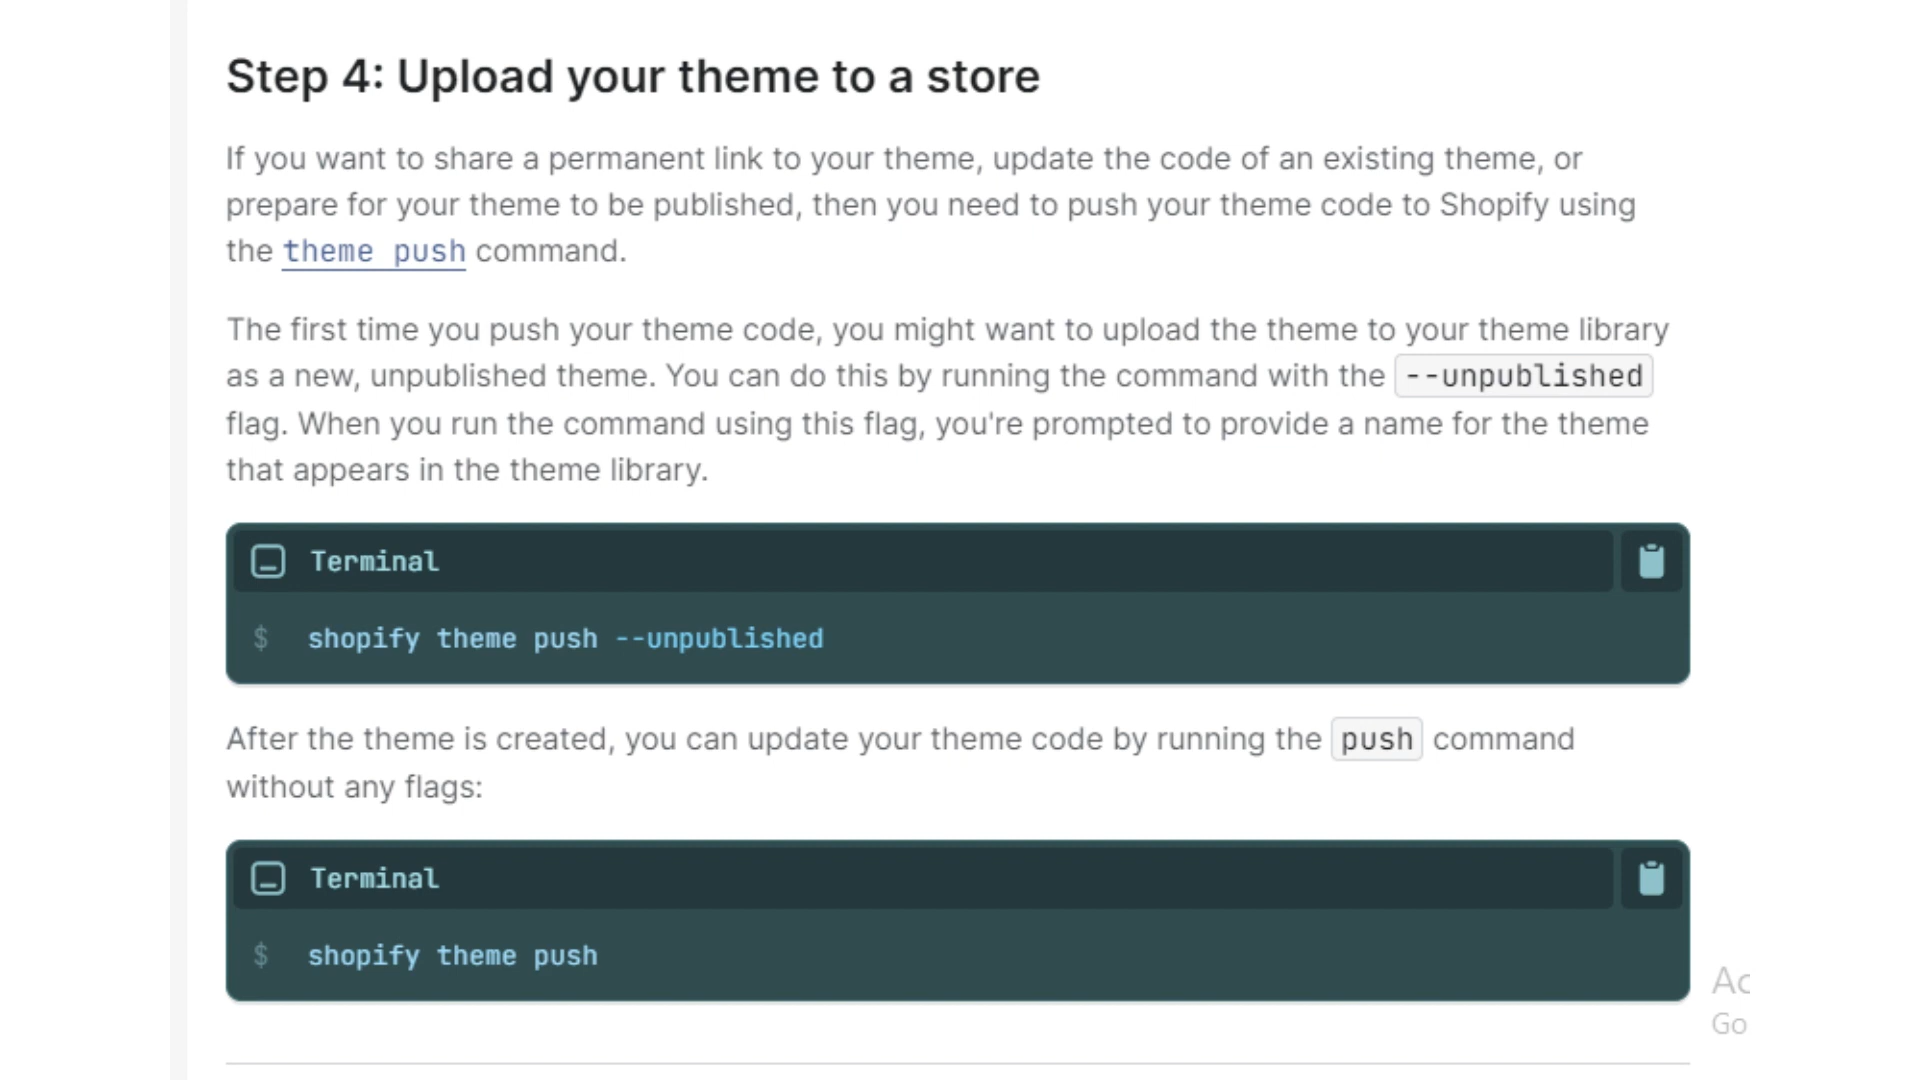 Step 4: Upload your theme to a store
If you want to share a permanent link to your theme, update the code of an existing theme, or
prepare for your theme to be published, then you need to push your theme code to Shopify using
the theme push command.
The first time you push your theme code, you might want to upload the theme to your theme library
as a new, unpublished theme. You can do this by running the command with the --unpublished
flag. When you run the command using this flag, you're prompted to provide a name for the theme
that appears in the theme library.
Terminal
$ shopify theme push --unpublished
After the theme is created, you can update your theme code by running the push command
without any flags:
Terminal
$ shopify theme push
Ac
Go